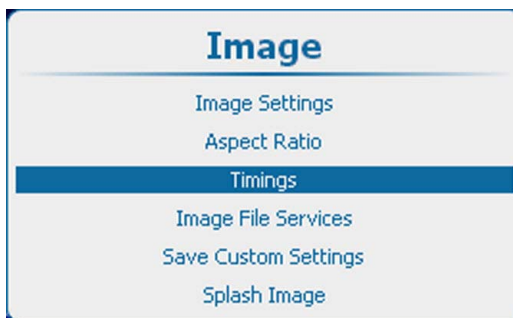 Image
Image Settings
Aspect Ratio
Timings
Image File Services
Save Custom Settings
Splash Image